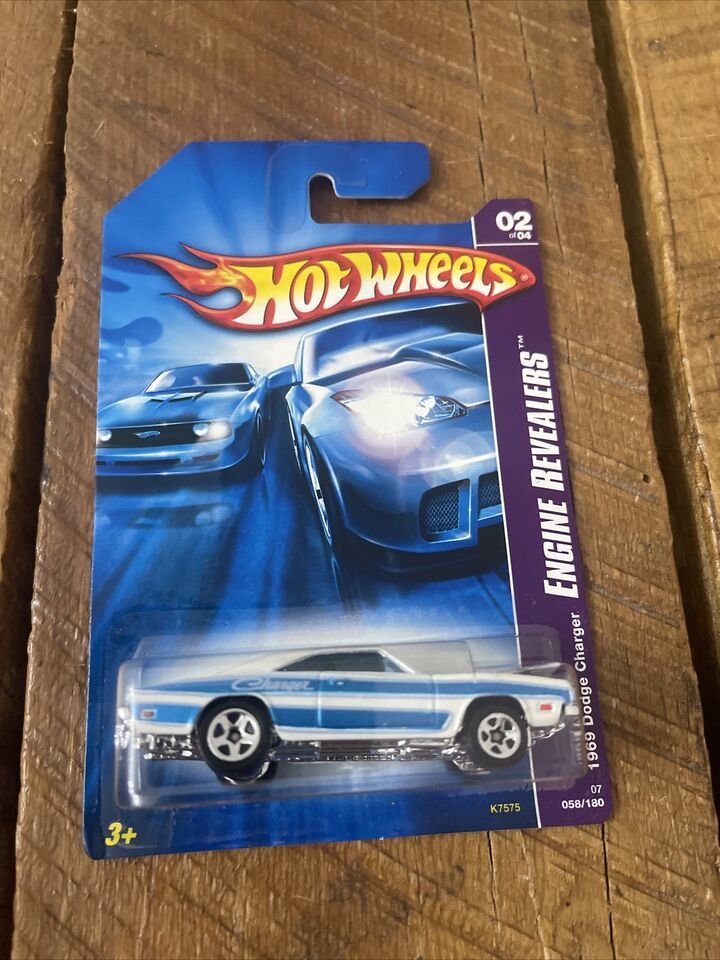 02
of 04
HOT WHEELS®
ENGINE REVEALERS™
1969 Dodge Charger
Charger
07
058/180
K7575
3+